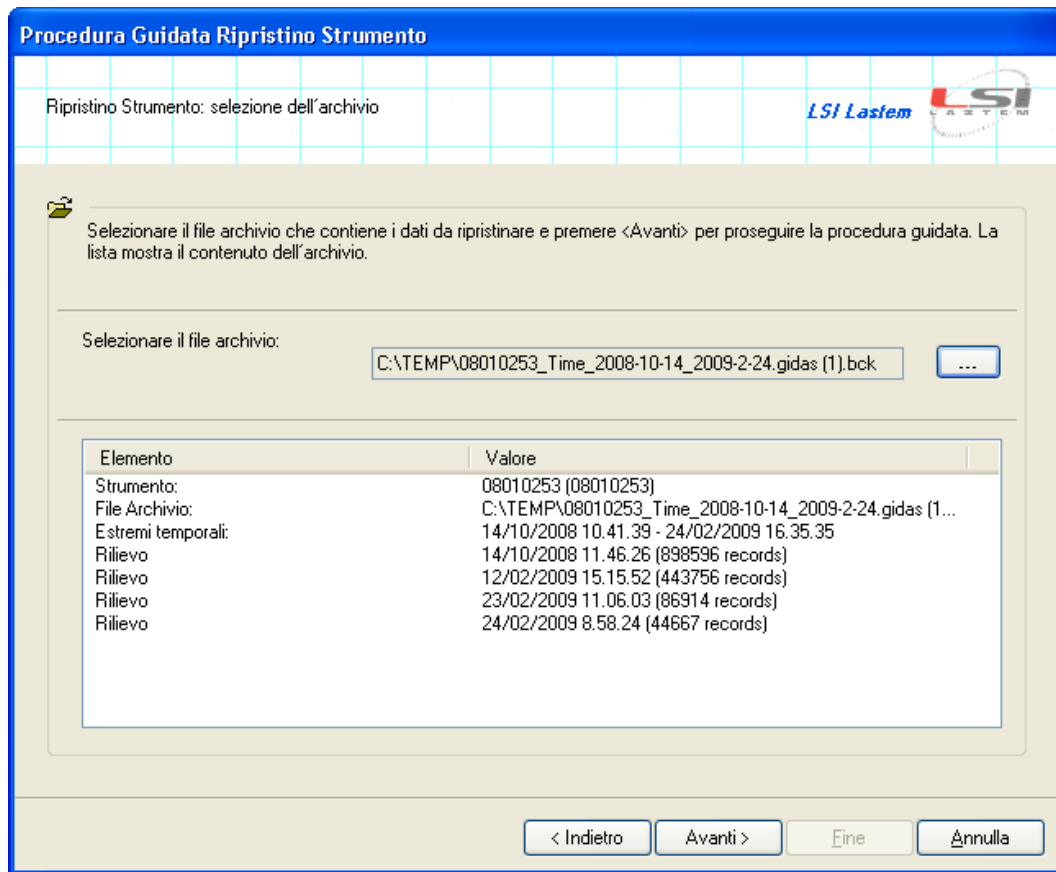 Procedura Guidata Ripristino Strumento
Ripristino Strumento: selezione dell'archivio
LSI Lastem
LSI
LASTEM
Selezionare il file archivio che contiene i dati da ripristinare e premere <Avanti> per proseguire la procedura guidata. La
lista mostra il contenuto dell'archivio.
Selezionare il file archivio:
C:\TEMP\08010253_Time_2008-10-14_2009-2-24.gidas (1).bck
...
Elemento Valore
Strumento: 08010253 (08010253)
File Archivio: C:\TEMP\08010253_Time_2008-10-14_2009-2-24.gidas (1...
Estremi temporali: 14/10/2008 10.41.39 - 24/02/2009 16.35.35
Rilievo 14/10/2008 11.46.26 (898596 records)
Rilievo 12/02/2009 15.15.52 (443756 records)
Rilievo 23/02/2009 11.06.03 (86914 records)
Rilievo 24/02/2009 8.58.24 (44667 records)
< Indietro Avanti > Fine Annulla